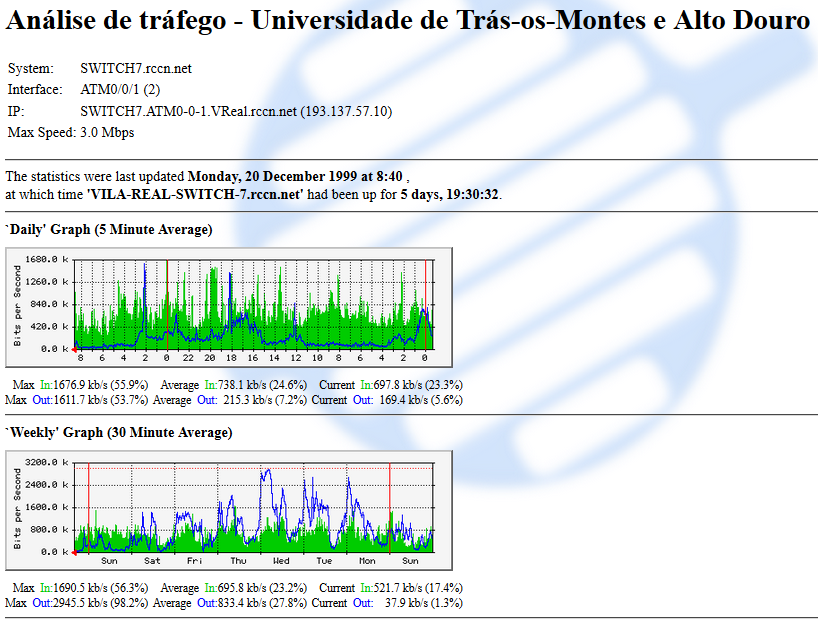 Análise de tráfego - Universidade de Trás-os-Montes e Alto Douro
System: SWITCH7.rccn.net
Interface: ATM0/0/1 (2)
IP: SWITCH7.ATM0-0-1.VReal.rccn.net (193.137.57.10)
Max Speed: 3.0 Mbps
The statistics were last updated Monday, 20 December 1999 at 8:40 ,
at which time 'VILA-REAL-SWITCH-7.rccn.net' had been up for 5 days, 19:30:32.
`Daily' Graph (5 Minute Average)
Bits per Second
1680.0 k
1260.0 k
840.0 k
420.0 k
0.0 k
8 6 4 2 0 22 20 18 16 14 12 10 8 6 4 2 0
Max In:1676.9 kb/s (55.9%) Average In:738.1 kb/s (24.6%) Current In:697.8 kb/s (23.3%)
Max Out:1611.7 kb/s (53.7%) Average Out: 215.3 kb/s (7.2%) Current Out: 169.4 kb/s (5.6%)
`Weekly' Graph (30 Minute Average)
Bits per Second
3200.0 k
2400.0 k
1600.0 k
800.0 k
0.0 k
Sun Sat Fri Thu Wed Tue Mon Sun
Max In:1690.5 kb/s (56.3%) Average In:695.8 kb/s (23.2%) Current In:521.7 kb/s (17.4%)
Max Out:2945.5 kb/s (98.2%) Average Out:833.4 kb/s (27.8%) Current Out: 37.9 kb/s (1.3%)